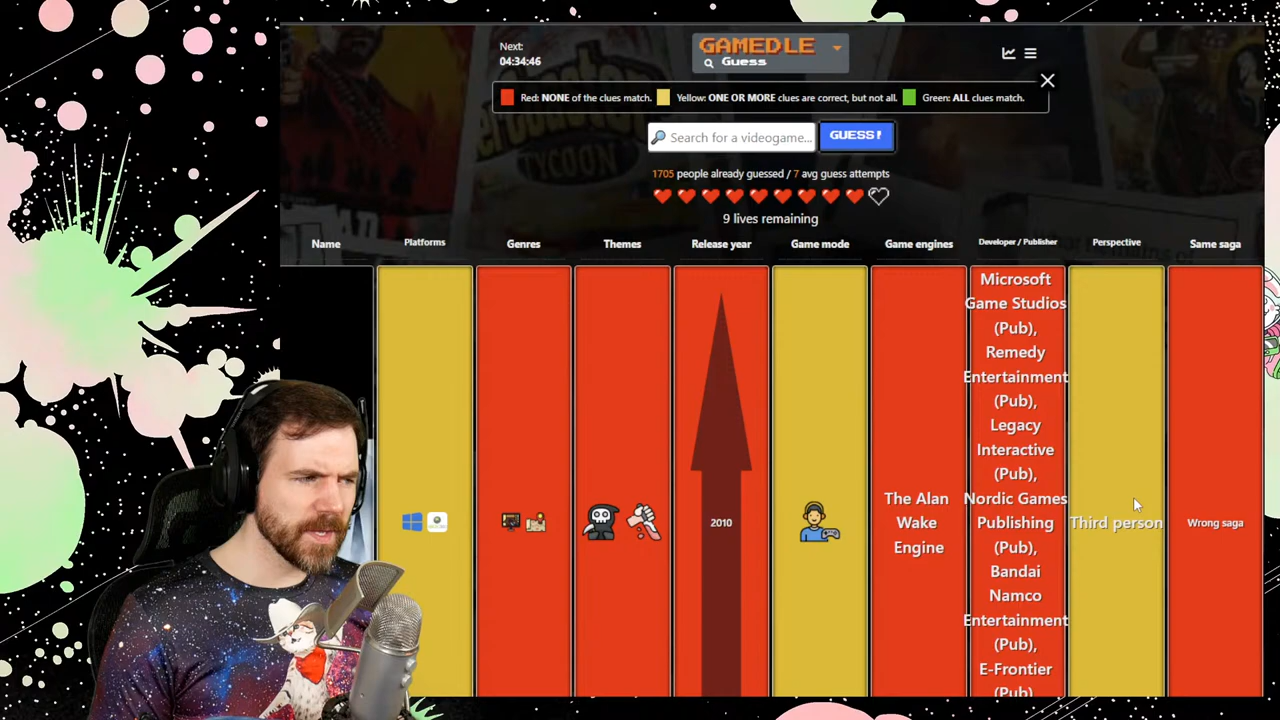 Next:
04:34:46
GAMEDLE
Guess
Red: NONE of the clues match. Yellow: ONE OR MORE clues are correct, but not all. Green: ALL clues match.
Search for a videogame... GUESS!
1705 people already guessed / 7 avg guess attempts
9 lives remaining
Name Platforms Genres Themes Release year Game mode Game engines Developer / Publisher Perspective Same saga
2010
The Alan
Wake
Engine
Microsoft
Game Studios
(Pub),
Remedy
Entertainment
(Pub),
Legacy
Interactive
(Pub),
Nordic Games
Publishing
(Pub),
Bandai
Namco
Entertainment
(Pub),
E-Frontier
(Pub)
Third person
Wrong saga
TYCOON